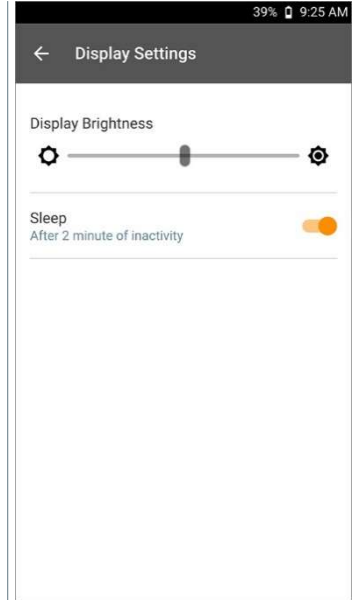 39% 9:25 AM
Display Settings
Display Brightness
Sleep
After 2 minute of inactivity